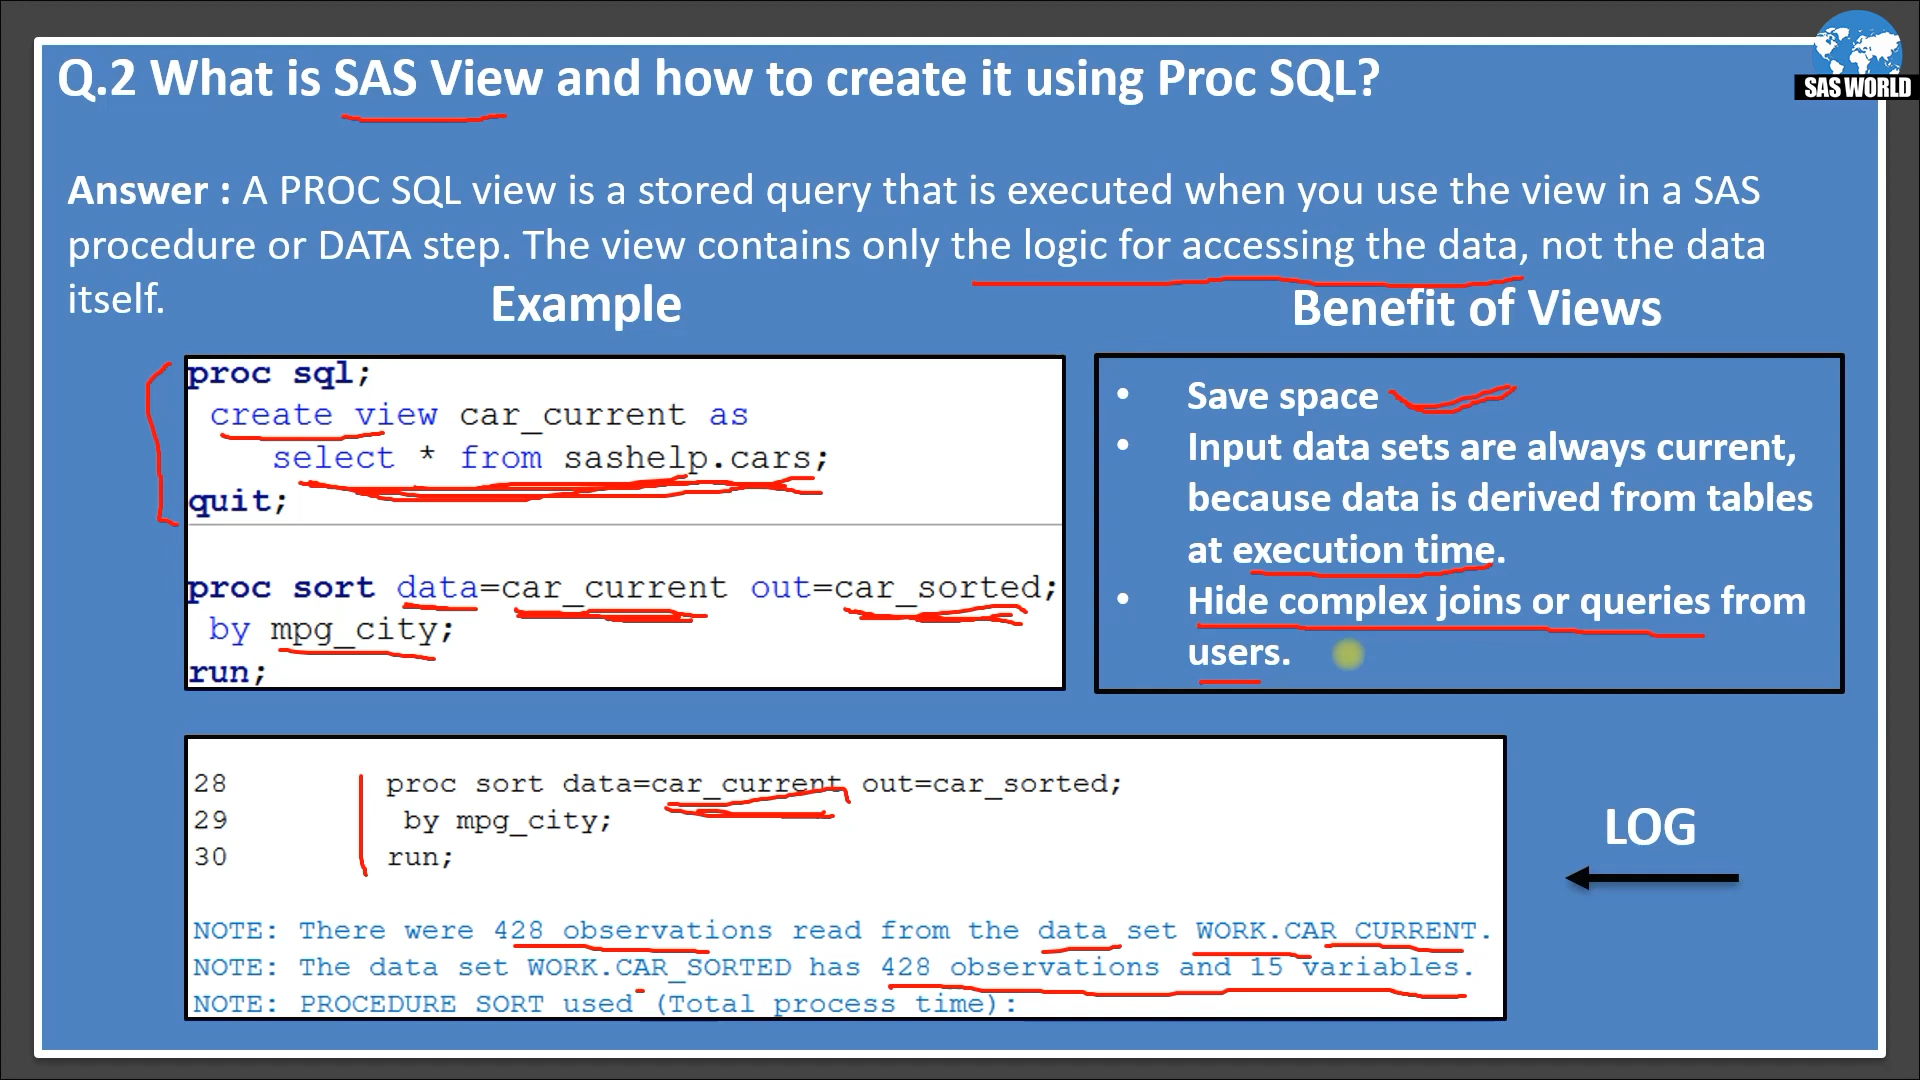 Q.2 What is SAS View and how to create it using Proc SQL?
SAS WORLD
Answer : A PROC SQL view is a stored query that is executed when you use the view in a SAS
procedure or DATA step. The view contains only the logic for accessing the data, not the data
itself.
Example
proc sql;
create view car_current as
select * from sashelp.cars;
quit;
proc sort data=car_current out=car_sorted;
by mpg_city;
run;
Benefit of Views
• Save space
• Input data sets are always current,
because data is derived from tables
at execution time.
• Hide complex joins or queries from
users.
28 proc sort data=car_current out=car_sorted;
29 by mpg_city;
30 run;
NOTE: There were 428 observations read from the data set WORK.CAR_CURRENT.
NOTE: The data set WORK.CAR_SORTED has 428 observations and 15 variables.
NOTE: PROCEDURE SORT used (Total process time):
LOG